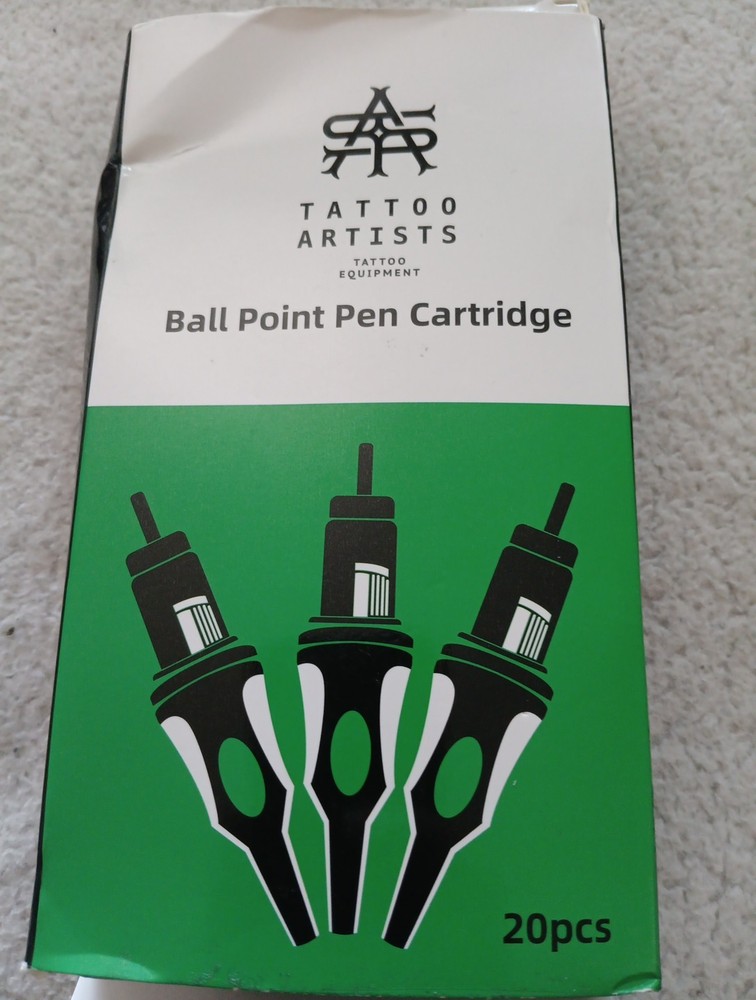 TATTOO
ARTISTS
TATTOO
EQUIPMENT
Ball Point Pen Cartridge
20pcs